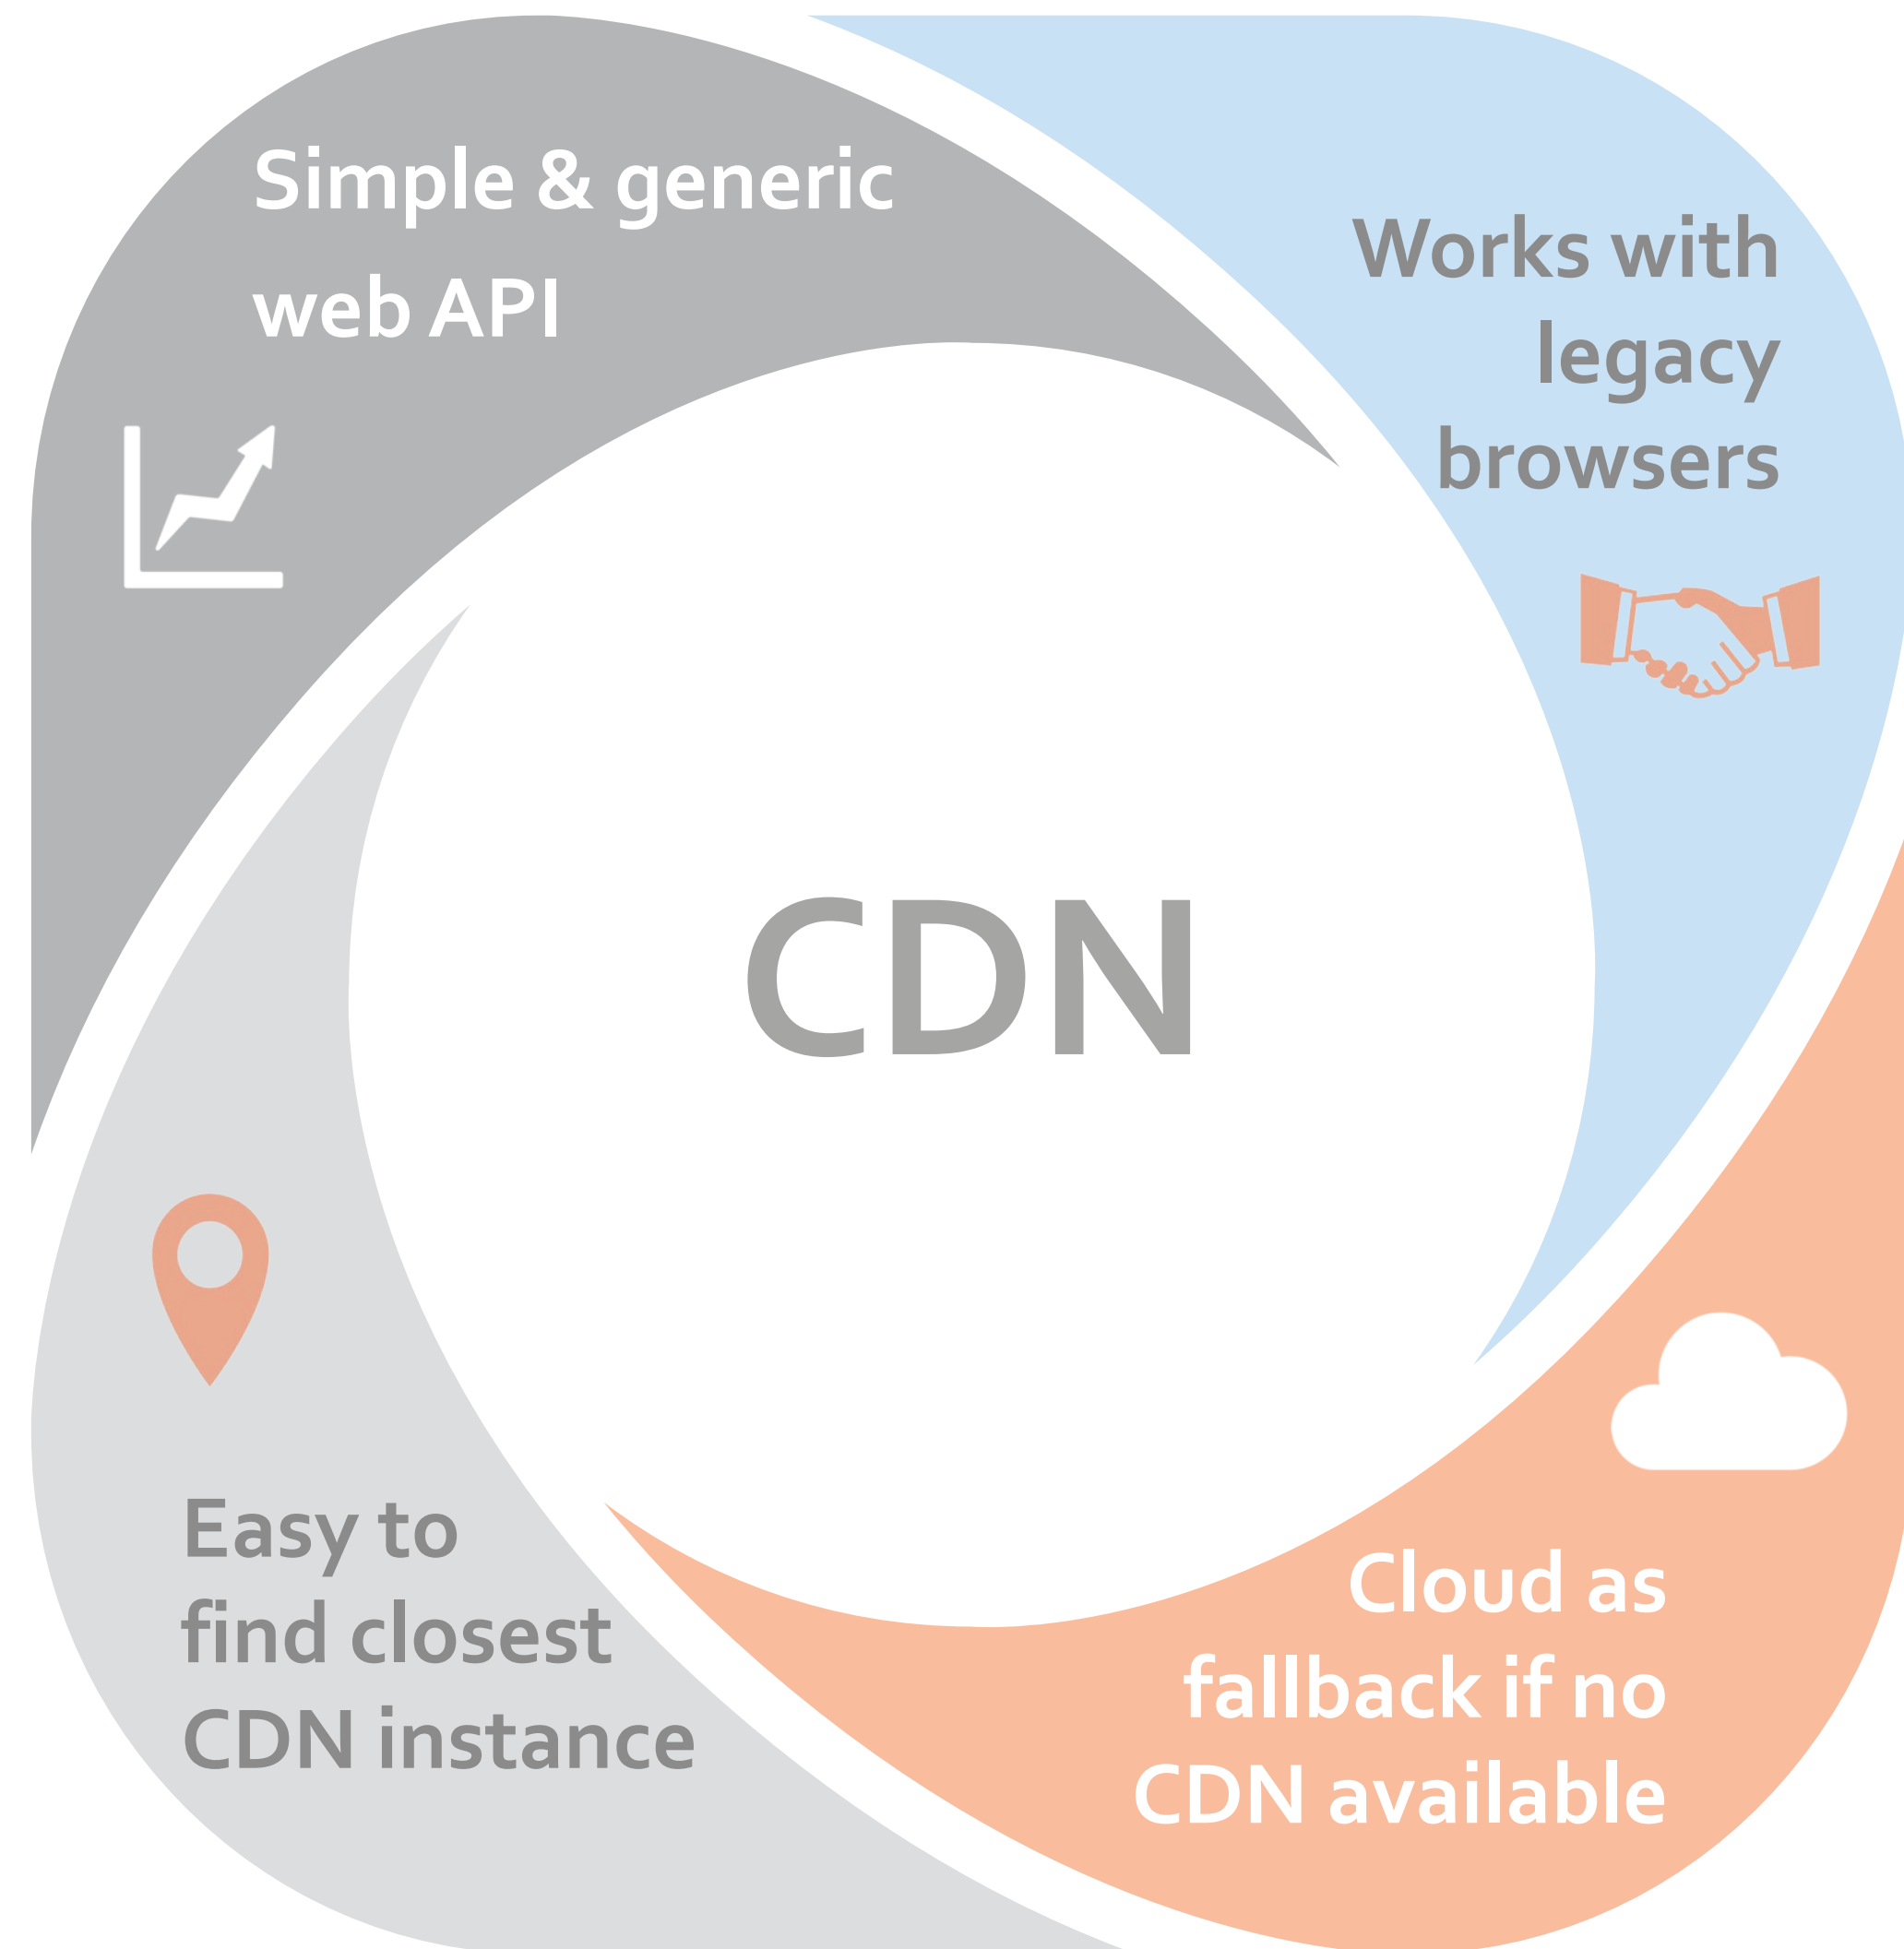 Simple & generic
web API
Works with
legacy
browsers
CDN
Easy to
find closest
CDN instance
Cloud as
fallback if no
CDN available